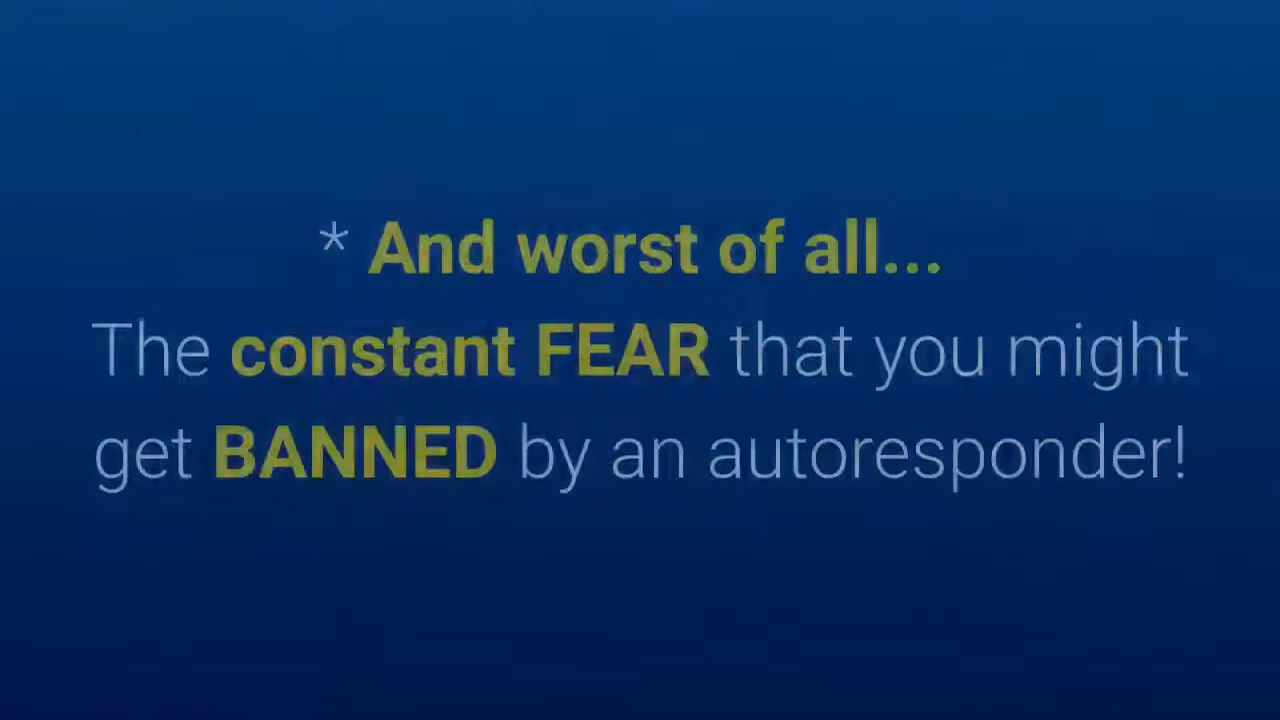 * And worst of all...
The constant FEAR that you might
get BANNED by an autoresponder!